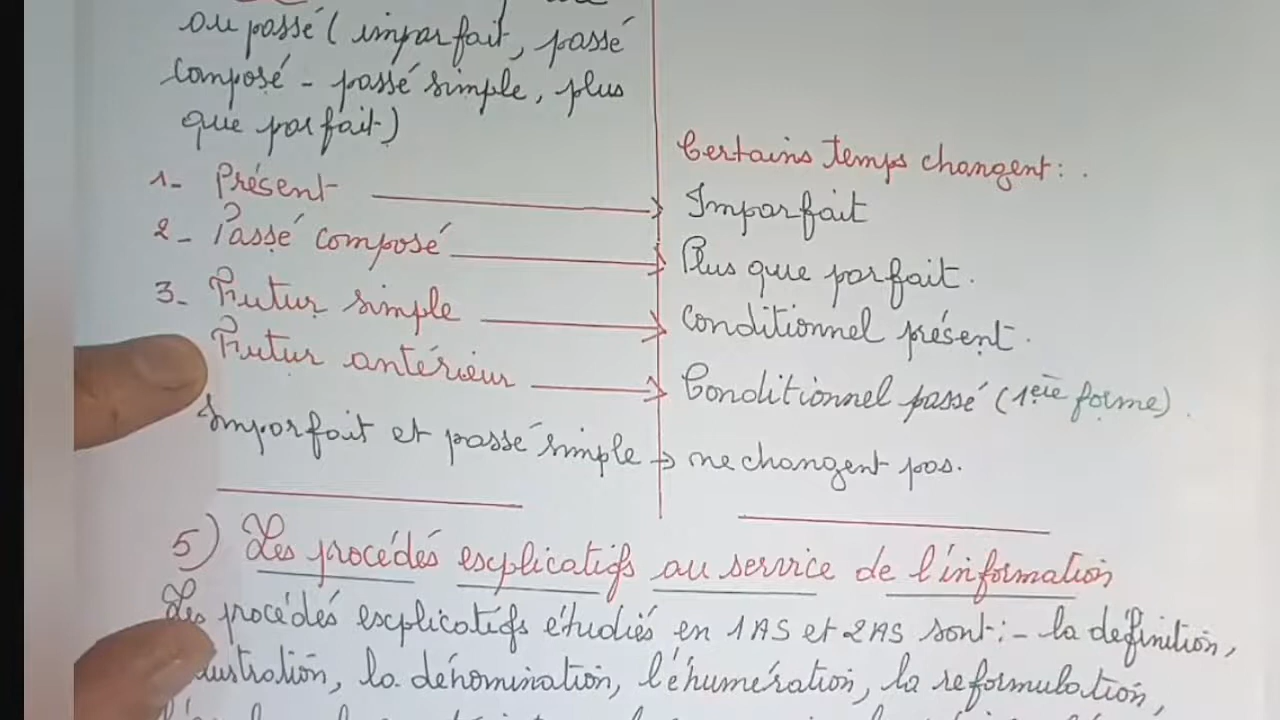 ou passé ( imparfait, passé
composé - passé simple, plus
que parfait)
Certains temps changent : .
1- Présent → Imparfait
2- Passé composé → Plus que parfait.
3- Futur simple → Conditionnel présent.
Futur antérieur → Conditionnel passé (1ère forme).
Imparfait et passé simple → ne changent pas.
5) Les procédés explicatifs au service de l'information
Les procédés explicatifs étudiés en 1AS et 2AS sont : - la définition,
la dénomination, l'énumération, la reformulation,